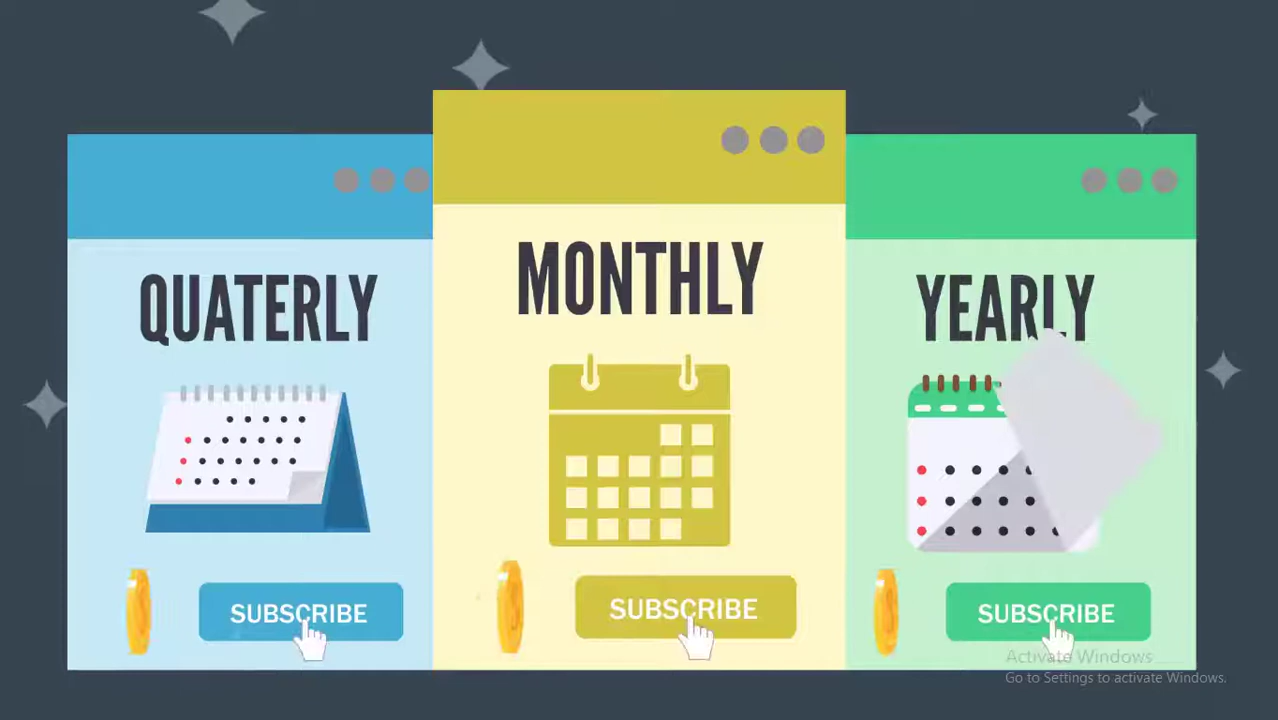 QUATERLY
SUBSCRIBE
MONTHLY
SUBSCRIBE
YEARLY
SUBSCRIBE
Activate Windows
Go to Settings to activate Windows.